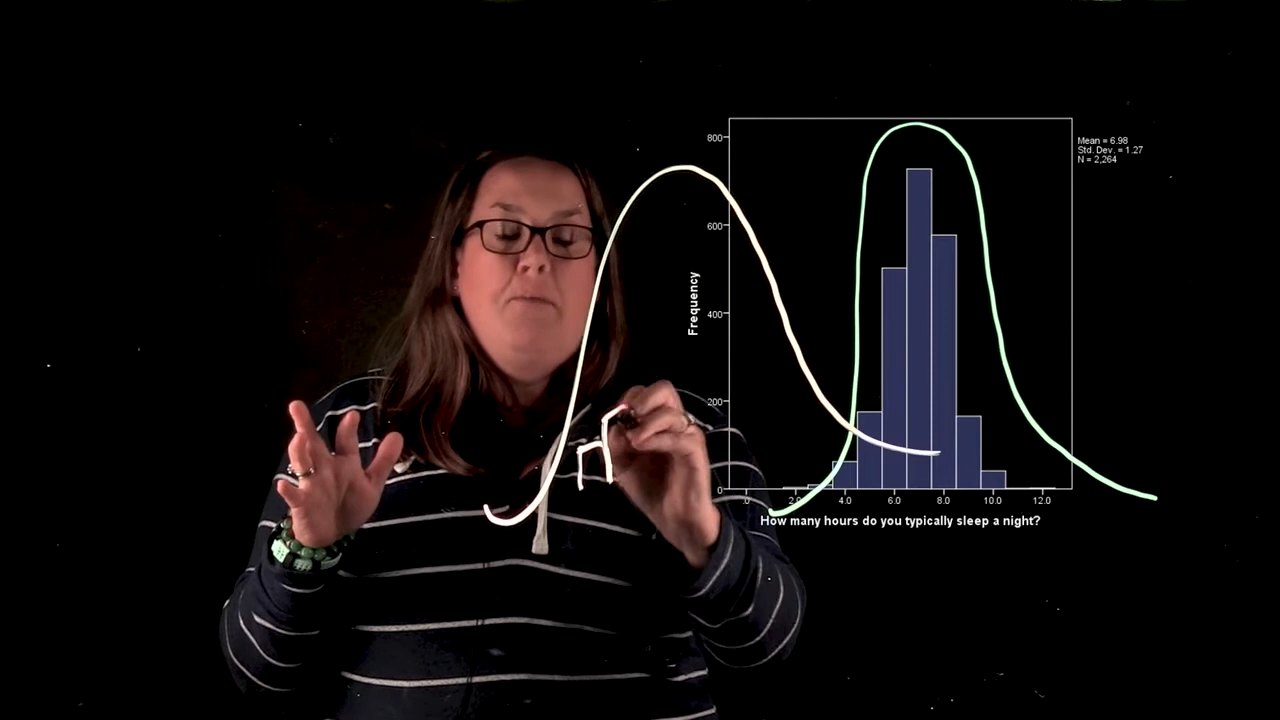 Mean = 6.98
Std. Dev. = 1.27
N = 2,264
800
600
400
200
0
Frequency
.0 2.0 4.0 6.0 8.0 10.0 12.0
How many hours do you typically sleep a night?